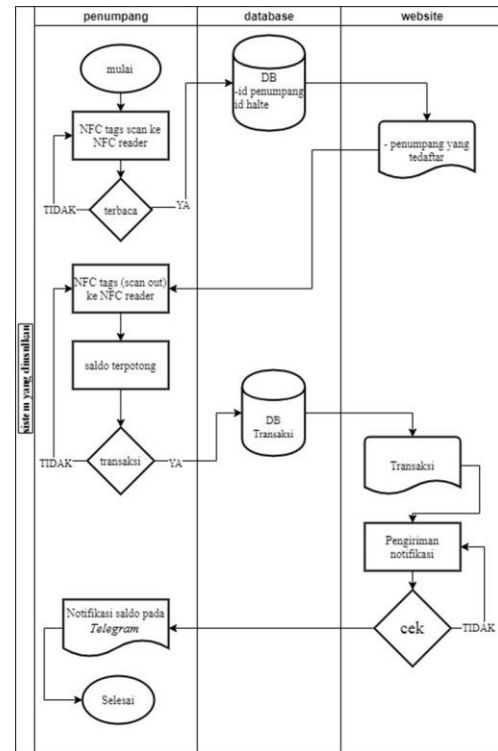 penumpang
database
website
sistem yang diusulkan
mulai
NFC tags scan ke
NFC reader
TIDAK
terbaca
YA
DB
-id penumpang
id halte
- penumpang yang
tedaftar
NFC tags (scan out)
ke NFC reader
saldo terpotong
TIDAK
transaksi
YA
DB
Transaksi
Transaksi
Pengiriman
notifikasi
cek
TIDAK
Notifikasi saldo pada
Telegram
Selesai